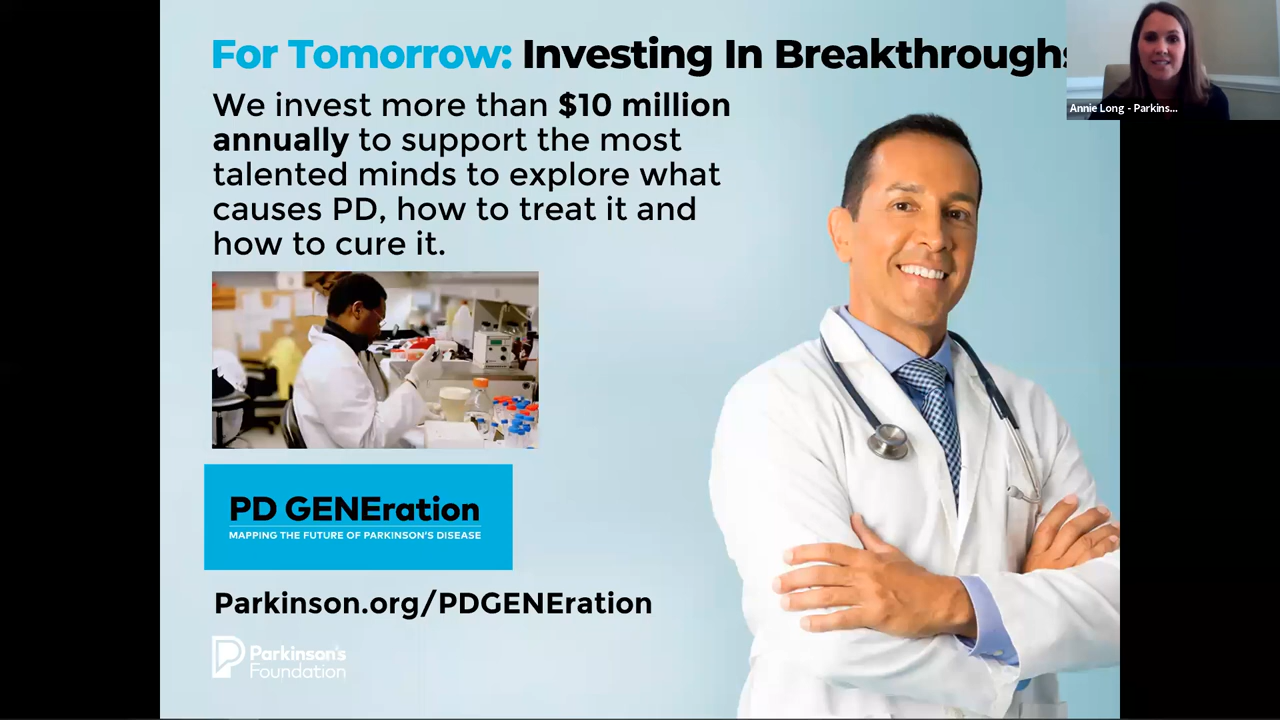 For Tomorrow: Investing In Breakthroughs
We invest more than $10 million
annually to support the most
talented minds to explore what
causes PD, how to treat it and
how to cure it.
PD GENEration
MAPPING THE FUTURE OF PARKINSON'S DISEASE
Parkinson.org/PDGENEration
Parkinson's
Foundation
Annie Long - Parkins...